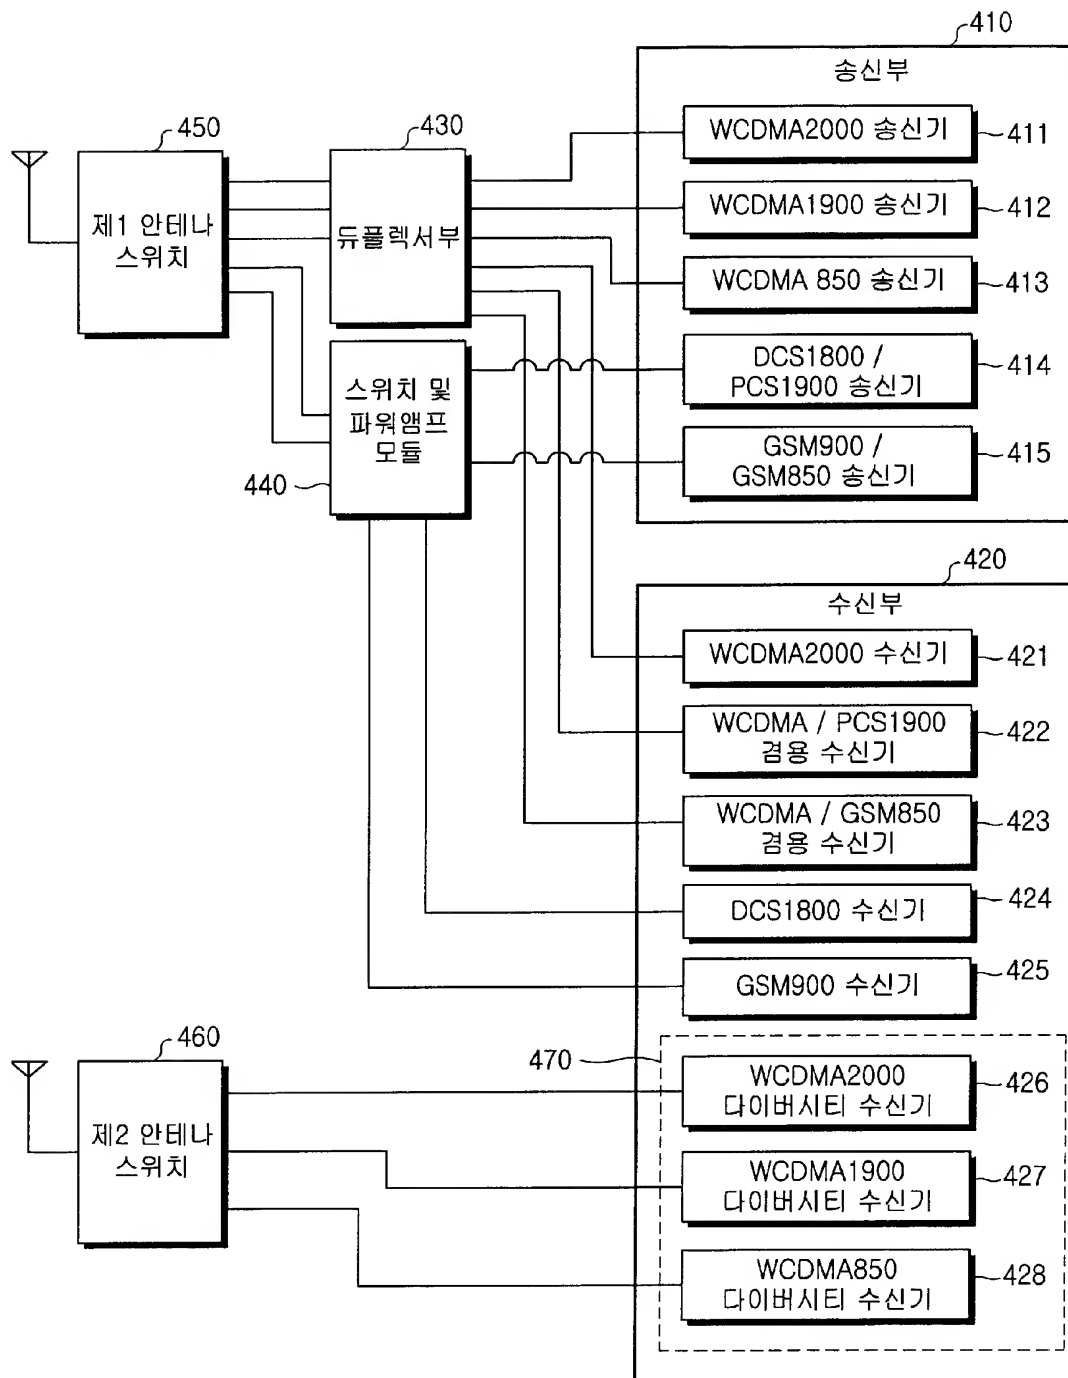 410
송신부
WCDMA2000 송신기
411
WCDMA1900 송신기
412
WCDMA 850 송신기
413
DCS1800 /
PCS1900 송신기
414
GSM900 /
GSM850 송신기
415
450
제1 안테나
스위치
430
듀플렉서부
스위치 및
파워앰프
모듈
440
420
수신부
WCDMA2000 수신기
421
WCDMA / PCS1900
겸용 수신기
422
WCDMA / GSM850
겸용 수신기
423
DCS1800 수신기
424
GSM900 수신기
425
460
제2 안테나
스위치
470
WCDMA2000
다이버시티 수신기
426
WCDMA1900
다이버시티 수신기
427
WCDMA850
다이버시티 수신기
428